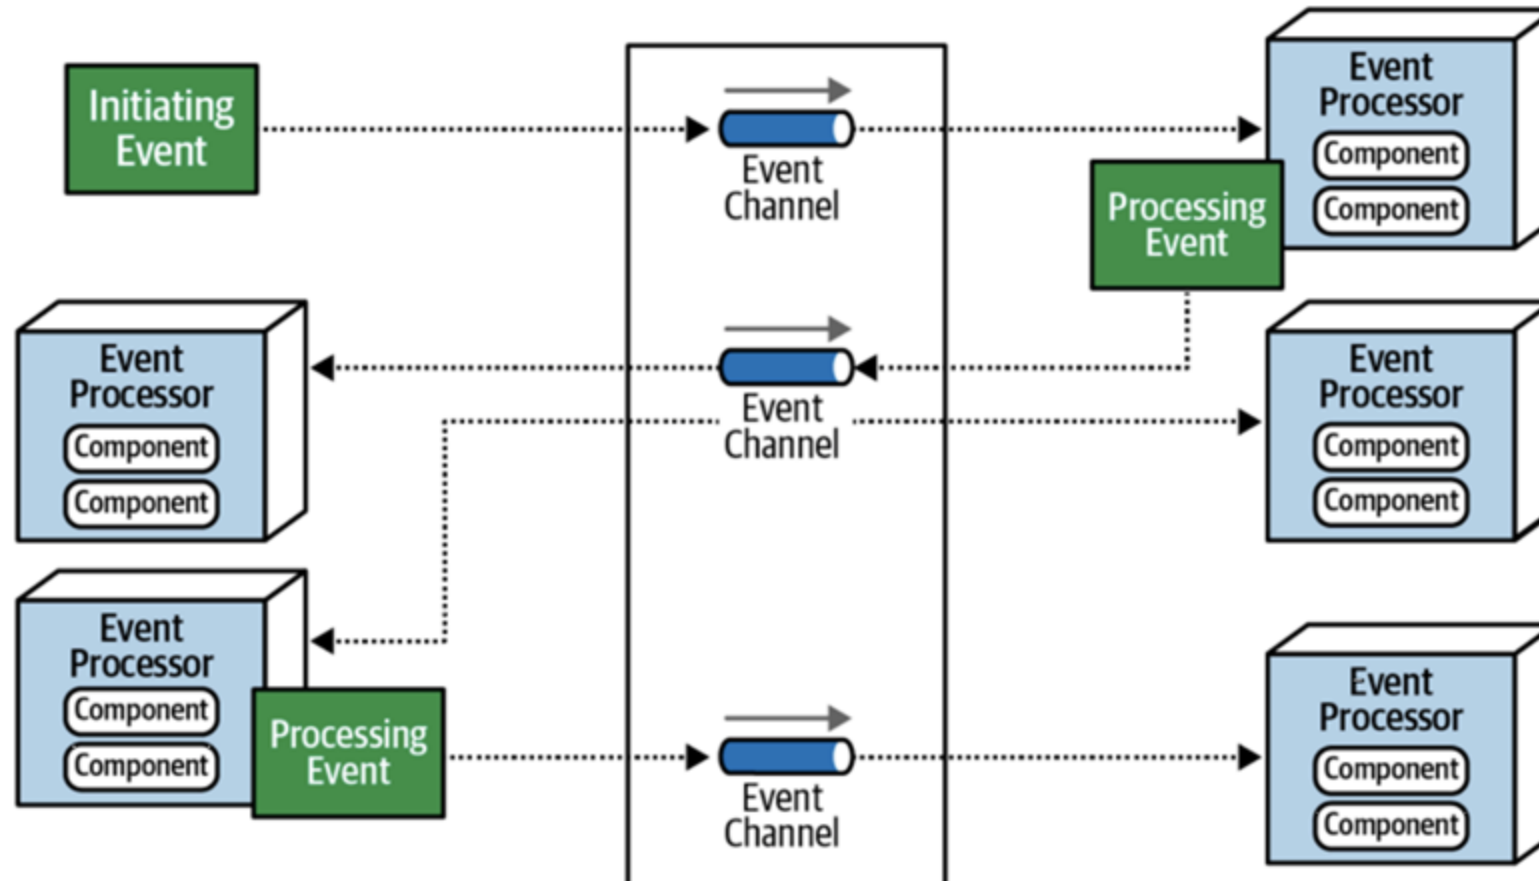 Initiating
Event
Event
Channel
Event
Processor
Component
Component
Processing
Event
Event
Processor
Component
Component
Event
Channel
Event
Processor
Component
Component
Event
Processor
Component
Component
Processing
Event
Event
Channel
Event
Processor
Component
Component